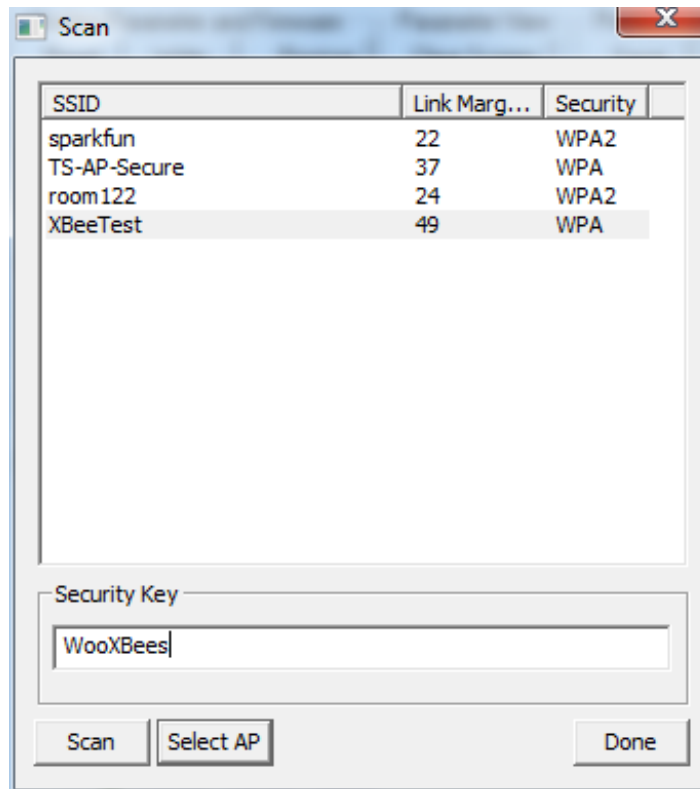 Scan
SSID Link Marg... Security
sparkfun 22 WPA2
TS-AP-Secure 37 WPA
room122 24 WPA2
XBeeTest 49 WPA
Security Key
WooXBees
Scan Select AP Done